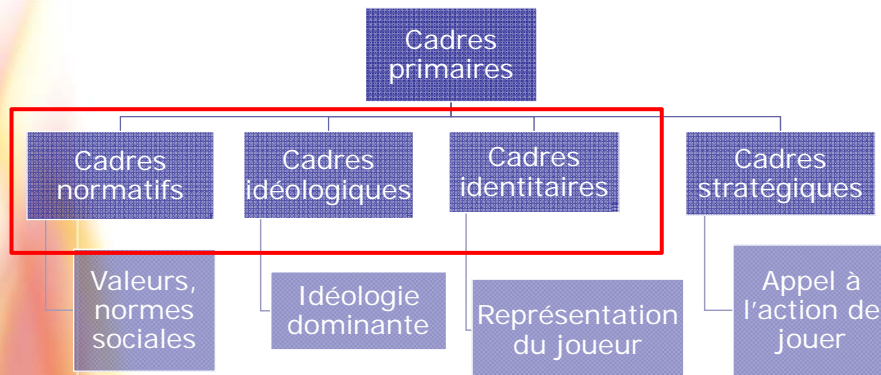 Cadres
primaires
Cadres
normatifs
Cadres
idéologiques
Cadres
identitaires
Cadres
stratégiques
Valeurs,
normes
sociales
Idéologie
dominante
Représentation
du joueur
Appel à
l'action de
jouer